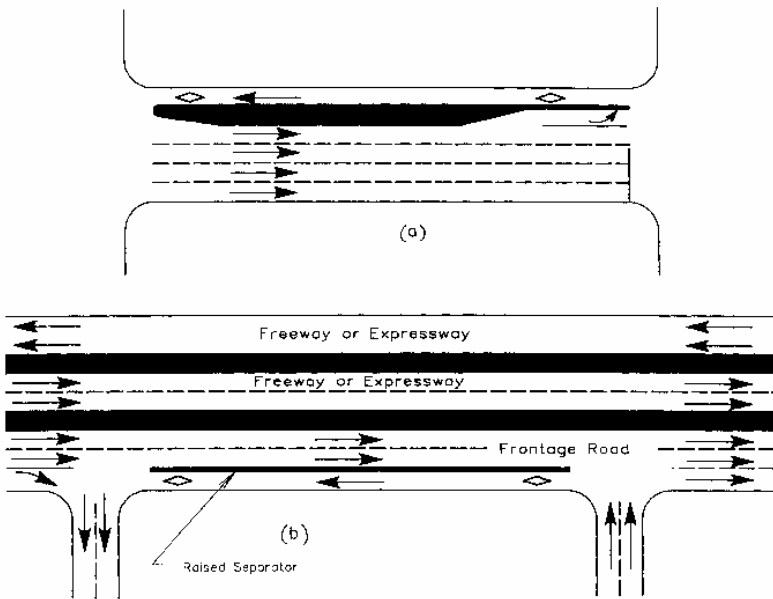 (a)
Freeway or Expressway
Freeway or Expressway
Frontage Road
(b)
Raised Separator